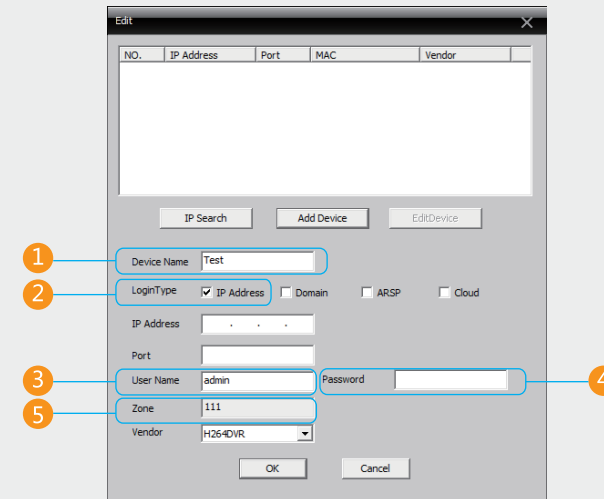 Edit
NO. IP Address Port MAC Vendor
IP Search Add Device EditDevice
1 Device Name Test
2 LoginType IP Address Domain ARSP Cloud
IP Address . . .
Port
3 User Name admin Password 4
5 Zone 111
Vendor H264DVR
OK Cancel